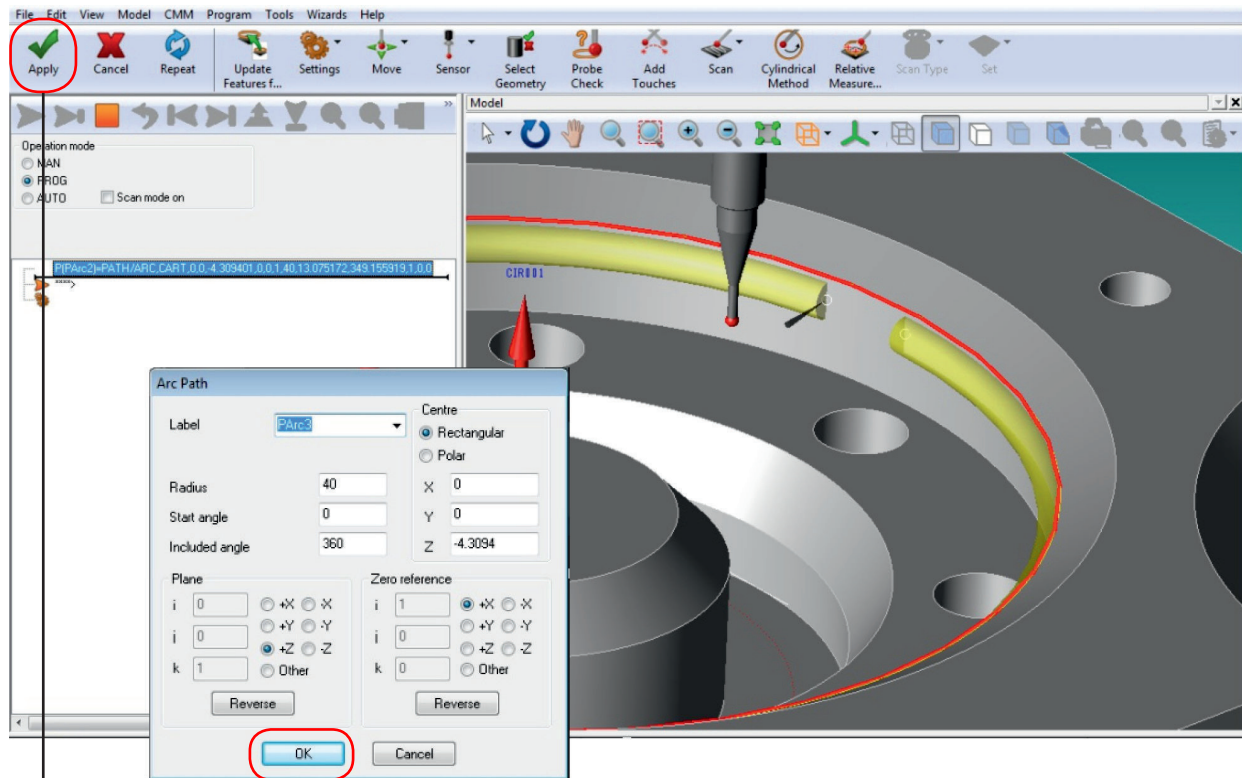 File Edit View Model CMM Program Tools Wizards Help
Apply Cancel Repeat Update Features f... Settings Move Sensor Select Geometry Probe Check Add Touches Scan Cylindrical Method Relative Measure... Scan Type Set
Model
Operation mode
MAN
PROG
AUTO Scan mode on
P(PArc2)=PATH/ARC,CART,0,0,-4.309401,0,0,1,40,13.075172,349.155919,1,0,0
CIR001
Arc Path
Label PArc3
Centre
Rectangular
Polar
Radius 40 X 0
Start angle 0 Y 0
Included angle 360 Z -4.3094
Plane Zero reference
i 0 +X -X i 1 +X -X
j 0 +Y -Y j 0 +Y -Y
+Z -Z +Z -Z
k 1 Other k 0 Other
Reverse Reverse
OK Cancel